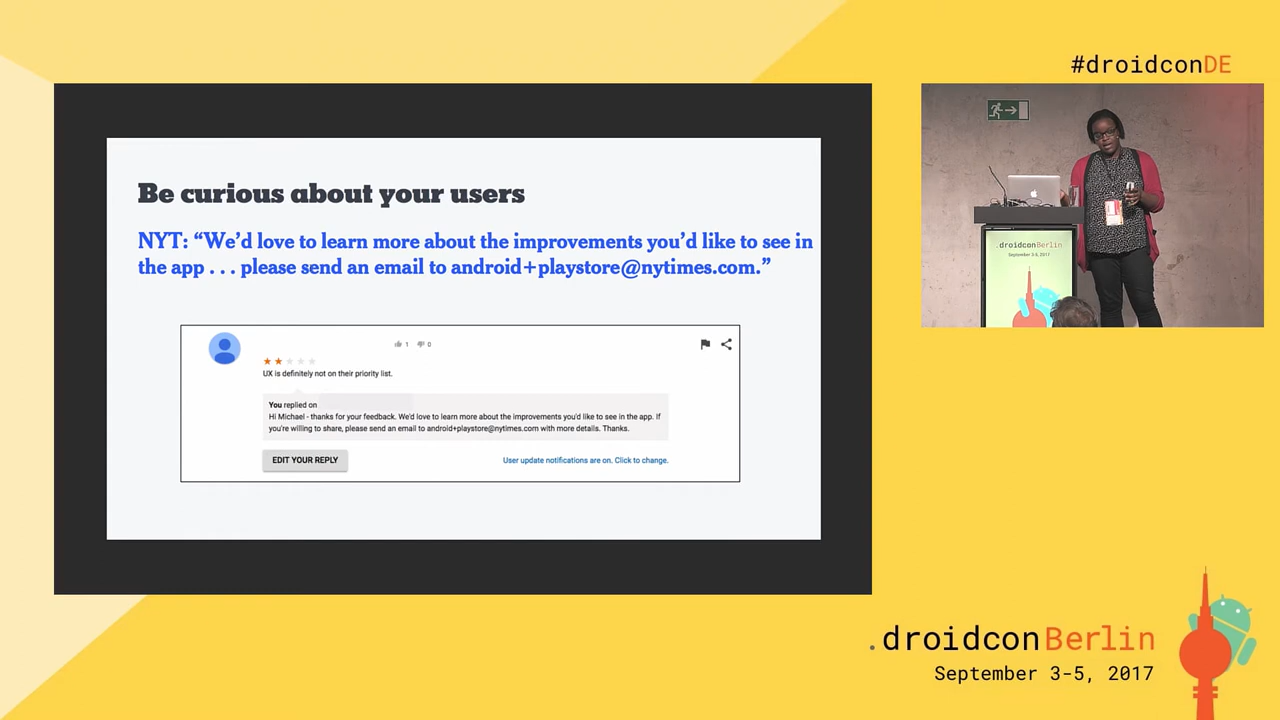 #droidconDE
Be curious about your users
NYT: “We’d love to learn more about the improvements you’d like to see in
the app . . . please send an email to android+playstore@nytimes.com.”
1 0
UX is definitely not on their priority list.
You replied on
Hi Michael - thanks for your feedback. We'd love to learn more about the improvements you'd like to see in the app. If
you're willing to share, please send an email to android+playstore@nytimes.com with more details. Thanks.
EDIT YOUR REPLY
User update notifications are on. Click to change.
.droidconBerlin
September 3-5, 2017
.droidconBerlin
September 3-5, 2017